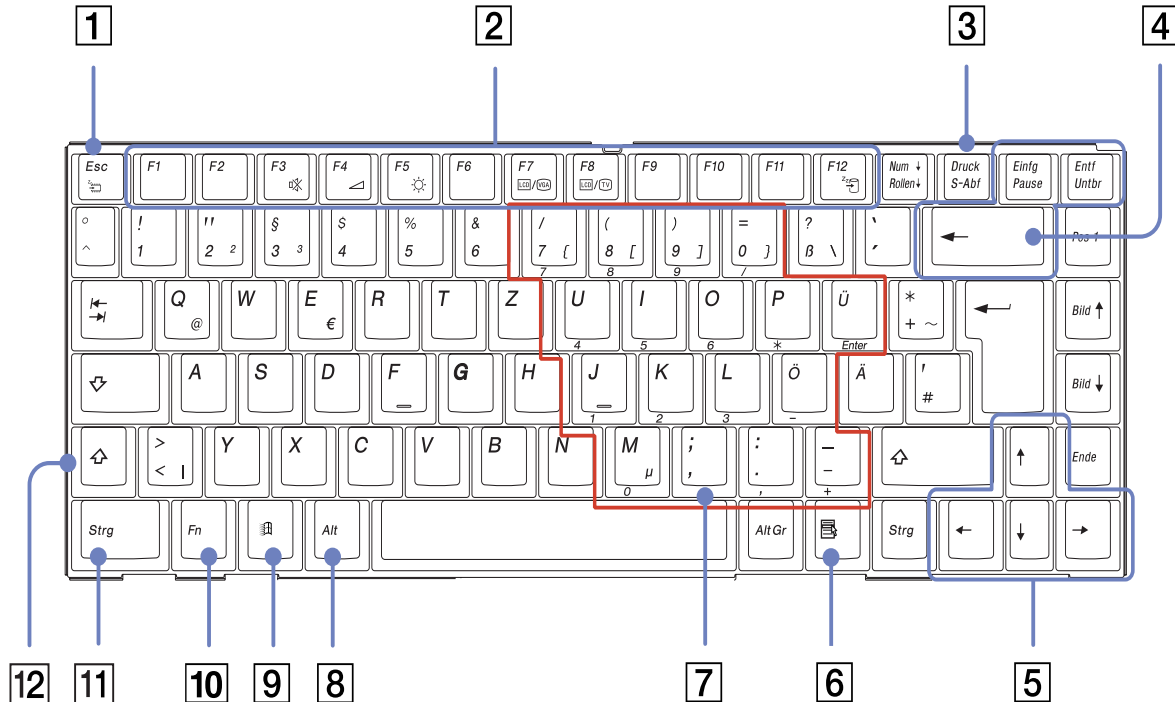 1 2 3 4
Esc F1 F2 F3 F4 F5 F6 F7 F8 F9 F10 F11 F12 Num ↓ Druck Einfg Entf
LCD/VGA LCD/TV Rollen↓ S-Abf Pause Untbr
° ! " § $ % & / ( ) = ? ` ←
^ 1 2 ² 3 ³ 4 5 6 7 { 8 [ 9 ] 0 } ß \ ´ Pos 1
7 8 9 /
Q W E R T Z U I O P Ü * Bild ↑
@ € + ~
4 5 6 * Enter
A S D F G H J K L Ö Ä ' Bild ↓
_ _ #
1 2 3 -
> Y X C V B N M ; : _ ↑ Ende
< | µ , . -
0 , +
Strg Fn Alt Alt Gr Strg ← ↓ →
12 11 10 9 8 7 6 5